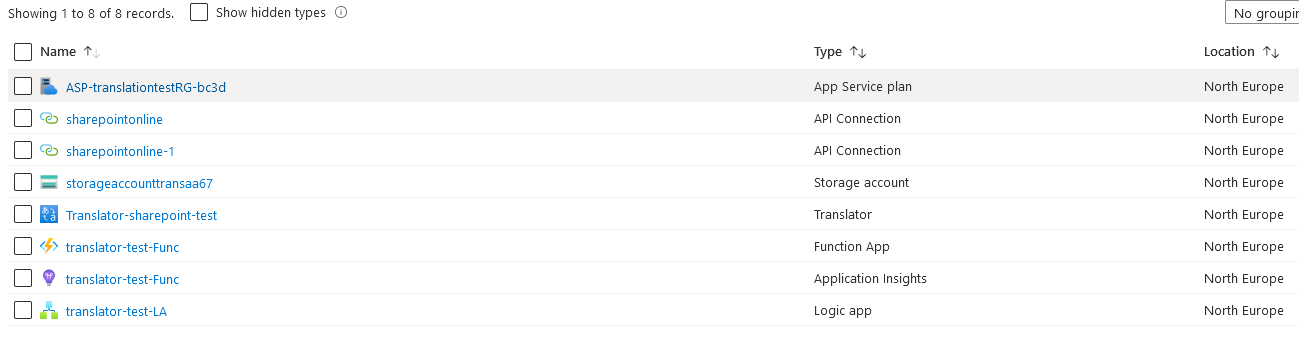 Showing 1 to 8 of 8 records. Show hidden types
Name Type Location
ASP-translationtestRG-bc3d App Service plan North Europe
sharepointonline API Connection North Europe
sharepointonline-1 API Connection North Europe
storageaccounttransaa67 Storage account North Europe
Translator-sharepoint-test Translator North Europe
translator-test-Func Function App North Europe
translator-test-Func Application Insights North Europe
translator-test-LA Logic app North Europe